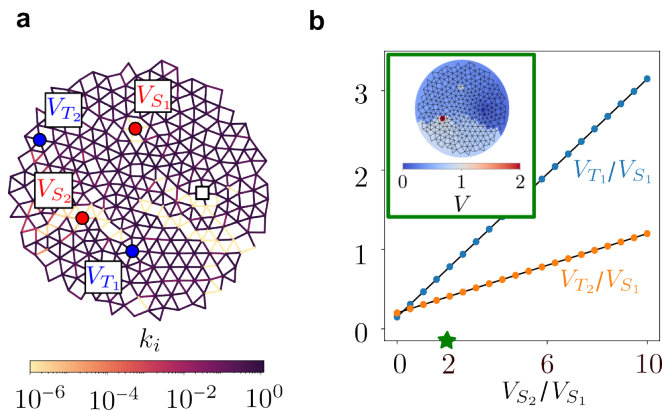 a
V_{T_2}
V_{S_1}
V_{S_2}
V_{T_1}
k_i
10^{-6} 10^{-4} 10^{-2} 10^0
b
3
2
1
0
0 1 2
V
V_{T_1}/V_{S_1}
V_{T_2}/V_{S_1}
0 2 6 10
V_{S_2}/V_{S_1}